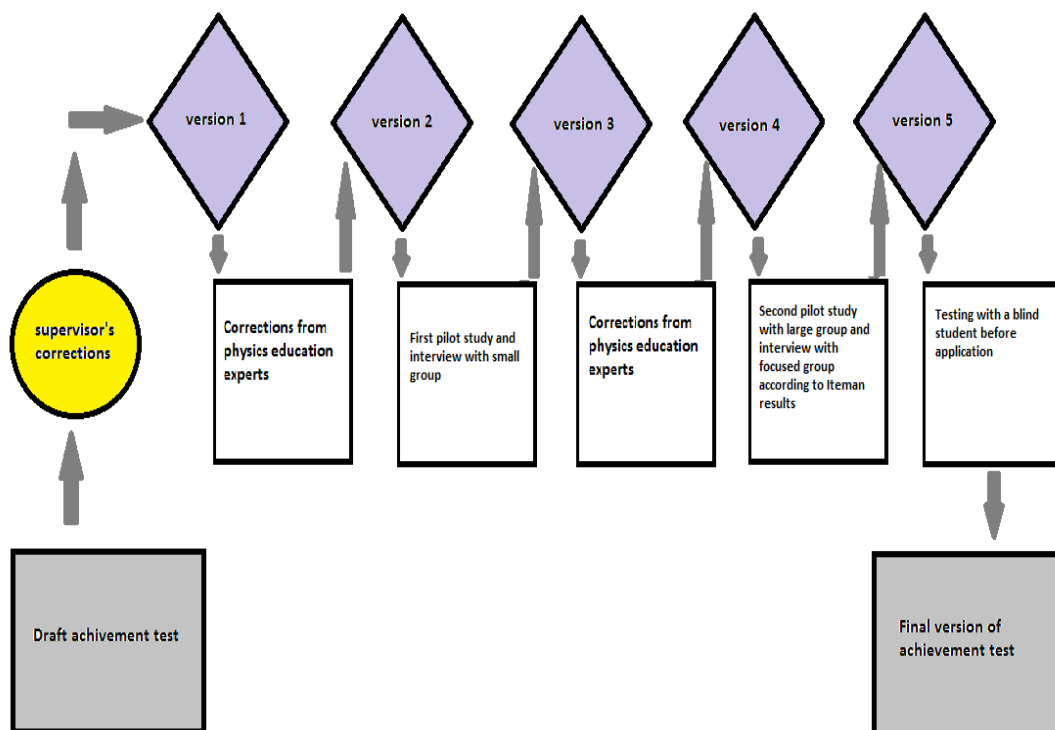 version 1
version 2
version 3
version 4
version 5
supervisor's
corrections
Corrections from
physics education
experts
First pilot study and
interview with small
group
Corrections from
physics education
experts
Second pilot study
with large group and
interview with
focused group
according to Iteman
results
Testing with a blind
student before
application
Draft achivement test
Final version of
achievement test